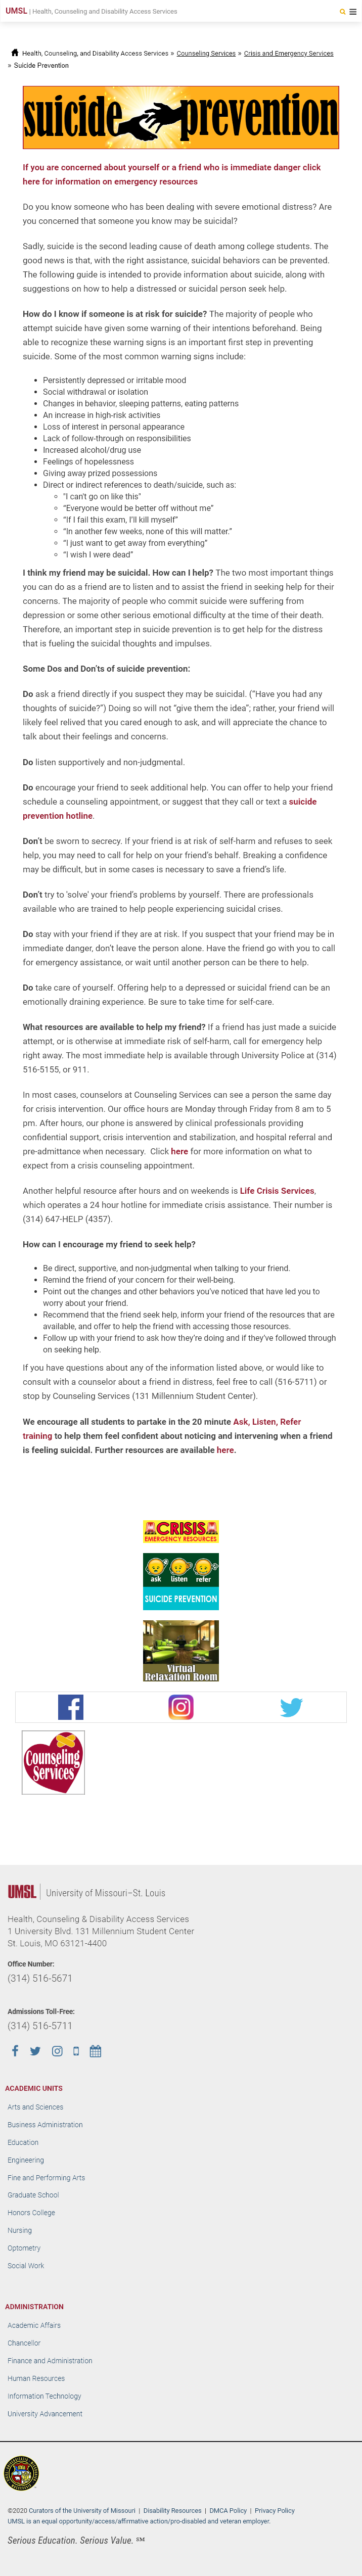 UMSL | Health, Counseling and Disability Access Services
Health, Counseling, and Disability Access Services » Counseling Services » Crisis and Emergency Services
» Suicide Prevention
suicide prevention
If you are concerned about yourself or a friend who is immediate danger click
here for information on emergency resources
Do you know someone who has been dealing with severe emotional distress? Are
you concerned that someone you know may be suicidal?
Sadly, suicide is the second leading cause of death among college students. The
good news is that, with the right assistance, suicidal behaviors can be prevented.
The following guide is intended to provide information about suicide, along with
suggestions on how to help a distressed or suicidal person seek help.
How do I know if someone is at risk for suicide? The majority of people who
attempt suicide have given some warning of their intentions beforehand. Being
able to recognize these warning signs is an important first step in preventing
suicide. Some of the most common warning signs include:
• Persistently depressed or irritable mood
• Social withdrawal or isolation
• Changes in behavior, sleeping patterns, eating patterns
• An increase in high-risk activities
• Loss of interest in personal appearance
• Lack of follow-through on responsibilities
• Increased alcohol/drug use
• Feelings of hopelessness
• Giving away prized possessions
• Direct or indirect references to death/suicide, such as:
"I can't go on like this"
"Everyone would be better off without me"
"If I fail this exam, I'll kill myself"
"In another few weeks, none of this will matter."
"I just want to get away from everything"
"I wish I were dead"
I think my friend may be suicidal. How can I help? The two most important things
you can do as a friend are to listen and to assist the friend in seeking help for their
concerns. The majority of people who commit suicide were suffering from
depression or some other serious emotional difficulty at the time of their death.
Therefore, an important step in suicide prevention is to get help for the distress
that is fueling the suicidal thoughts and impulses.
Some Dos and Don'ts of suicide prevention:
Do ask a friend directly if you suspect they may be suicidal. ("Have you had any
thoughts of suicide?") Doing so will not "give them the idea"; rather, your friend will
likely feel relived that you cared enough to ask, and will appreciate the chance to
talk about their feelings and concerns.
Do listen supportively and non-judgmental.
Do encourage your friend to seek additional help. You can offer to help your friend
schedule a counseling appointment, or suggest that they call or text a suicide
prevention hotline.
Don't be sworn to secrecy. If your friend is at risk of self-harm and refuses to seek
help, you may need to call for help on your friend's behalf. Breaking a confidence
may be difficult, but in some cases is necessary to save a friend's life.
Don't try to 'solve' your friend's problems by yourself. There are professionals
available who are trained to help people experiencing suicidal crises.
Do stay with your friend if they are at risk. If you suspect that your friend may be in
immediate danger, don't leave the person alone. Have the friend go with you to call
for emergency assistance, or wait until another person can be there to help.
Do take care of yourself. Offering help to a depressed or suicidal friend can be an
emotionally draining experience. Be sure to take time for self-care.
What resources are available to help my friend? If a friend has just made a suicide
attempt, or is otherwise at immediate risk of self-harm, call for emergency help
right away. The most immediate help is available through University Police at (314)
516-5155, or 911.
In most cases, counselors at Counseling Services can see a person the same day
for crisis intervention. Our office hours are Monday through Friday from 8 am to 5
pm. After hours, our phone is answered by clinical professionals providing
confidential support, crisis intervention and stabilization, and hospital referral and
pre-admittance when necessary. Click here for more information on what to
expect from a crisis counseling appointment.
Another helpful resource after hours and on weekends is Life Crisis Services,
which operates a 24 hour hotline for immediate crisis assistance. Their number is
(314) 647-HELP (4357).
How can I encourage my friend to seek help?
• Be direct, supportive, and non-judgmental when talking to your friend.
• Remind the friend of your concern for their well-being.
• Point out the changes and other behaviors you've noticed that have led you to
worry about your friend.
• Recommend that the friend seek help, inform your friend of the resources that are
available, and offer to help the friend with accessing those resources.
• Follow up with your friend to ask how they're doing and if they've followed through
on seeking help.
If you have questions about any of the information listed above, or would like to
consult with a counselor about a friend in distress, feel free to call (516-5711) or
stop by Counseling Services (131 Millennium Student Center).
We encourage all students to partake in the 20 minute Ask, Listen, Refer
training to help them feel confident about noticing and intervening when a friend
is feeling suicidal. Further resources are available here.
CRISIS
EMERGENCY RESOURCES
ask listen refer
SUICIDE PREVENTION
Virtual
Relaxation Room
Counseling
Services
UMSL | University of Missouri–St. Louis
Health, Counseling & Disability Access Services
1 University Blvd. 131 Millennium Student Center
St. Louis, MO 63121-4400
Office Number:
(314) 516-5671
Admissions Toll-Free:
(314) 516-5711
ACADEMIC UNITS
Arts and Sciences
Business Administration
Education
Engineering
Fine and Performing Arts
Graduate School
Honors College
Nursing
Optometry
Social Work
ADMINISTRATION
Academic Affairs
Chancellor
Finance and Administration
Human Resources
Information Technology
University Advancement
©2020 Curators of the University of Missouri | Disability Resources | DMCA Policy | Privacy Policy
UMSL is an equal opportunity/access/affirmative action/pro-disabled and veteran employer.
Serious Education. Serious Value. SM